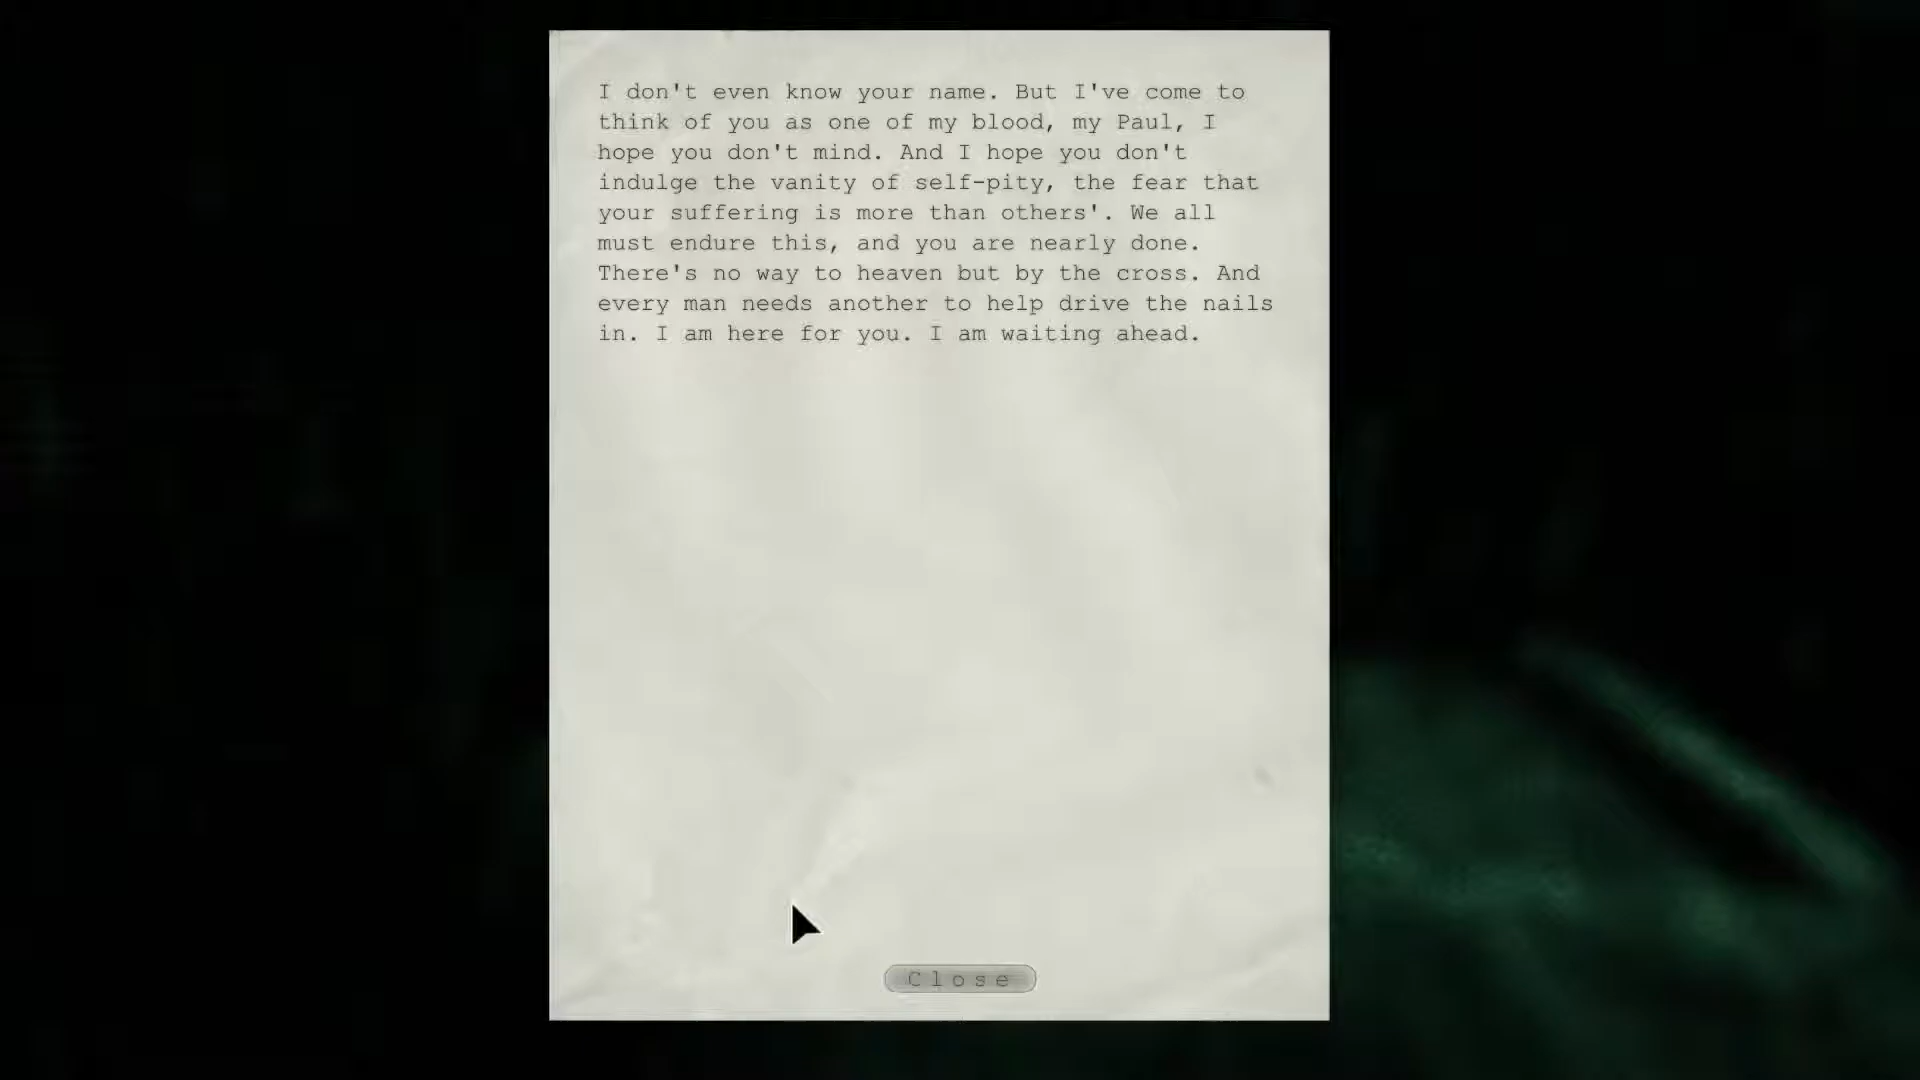 I don't even know your name. But I've come to
think of you as one of my blood, my Paul, I
hope you don't mind. And I hope you don't
indulge the vanity of self-pity, the fear that
your suffering is more than others'. We all
must endure this, and you are nearly done.
There's no way to heaven but by the cross. And
every man needs another to help drive the nails
in. I am here for you. I am waiting ahead.
Close